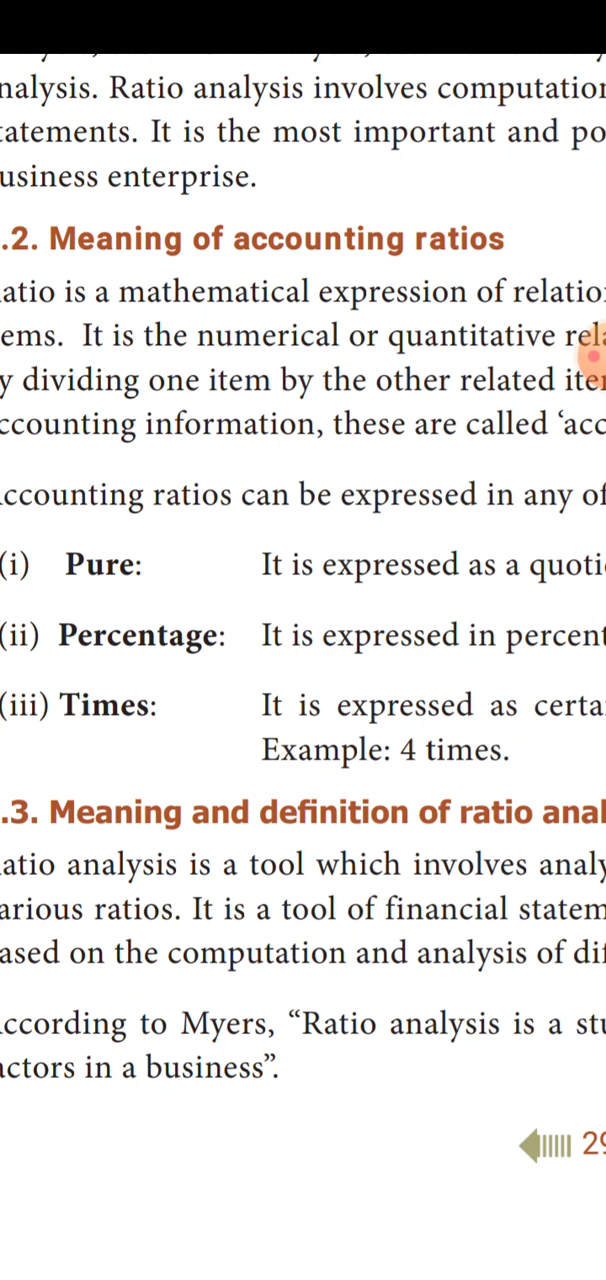 nalysis. Ratio analysis involves computation
tatements. It is the most important and po
usiness enterprise.
.2. Meaning of accounting ratios
atio is a mathematical expression of relatio
ems. It is the numerical or quantitative rela
y dividing one item by the other related ite
ccounting information, these are called ‘acc
ccounting ratios can be expressed in any of
(i) Pure: It is expressed as a quoti
(ii) Percentage: It is expressed in percent
(iii) Times: It is expressed as certa
Example: 4 times.
.3. Meaning and definition of ratio anal
atio analysis is a tool which involves analy
arious ratios. It is a tool of financial statem
ased on the computation and analysis of dif
ccording to Myers, “Ratio analysis is a stu
actors in a business”.
29